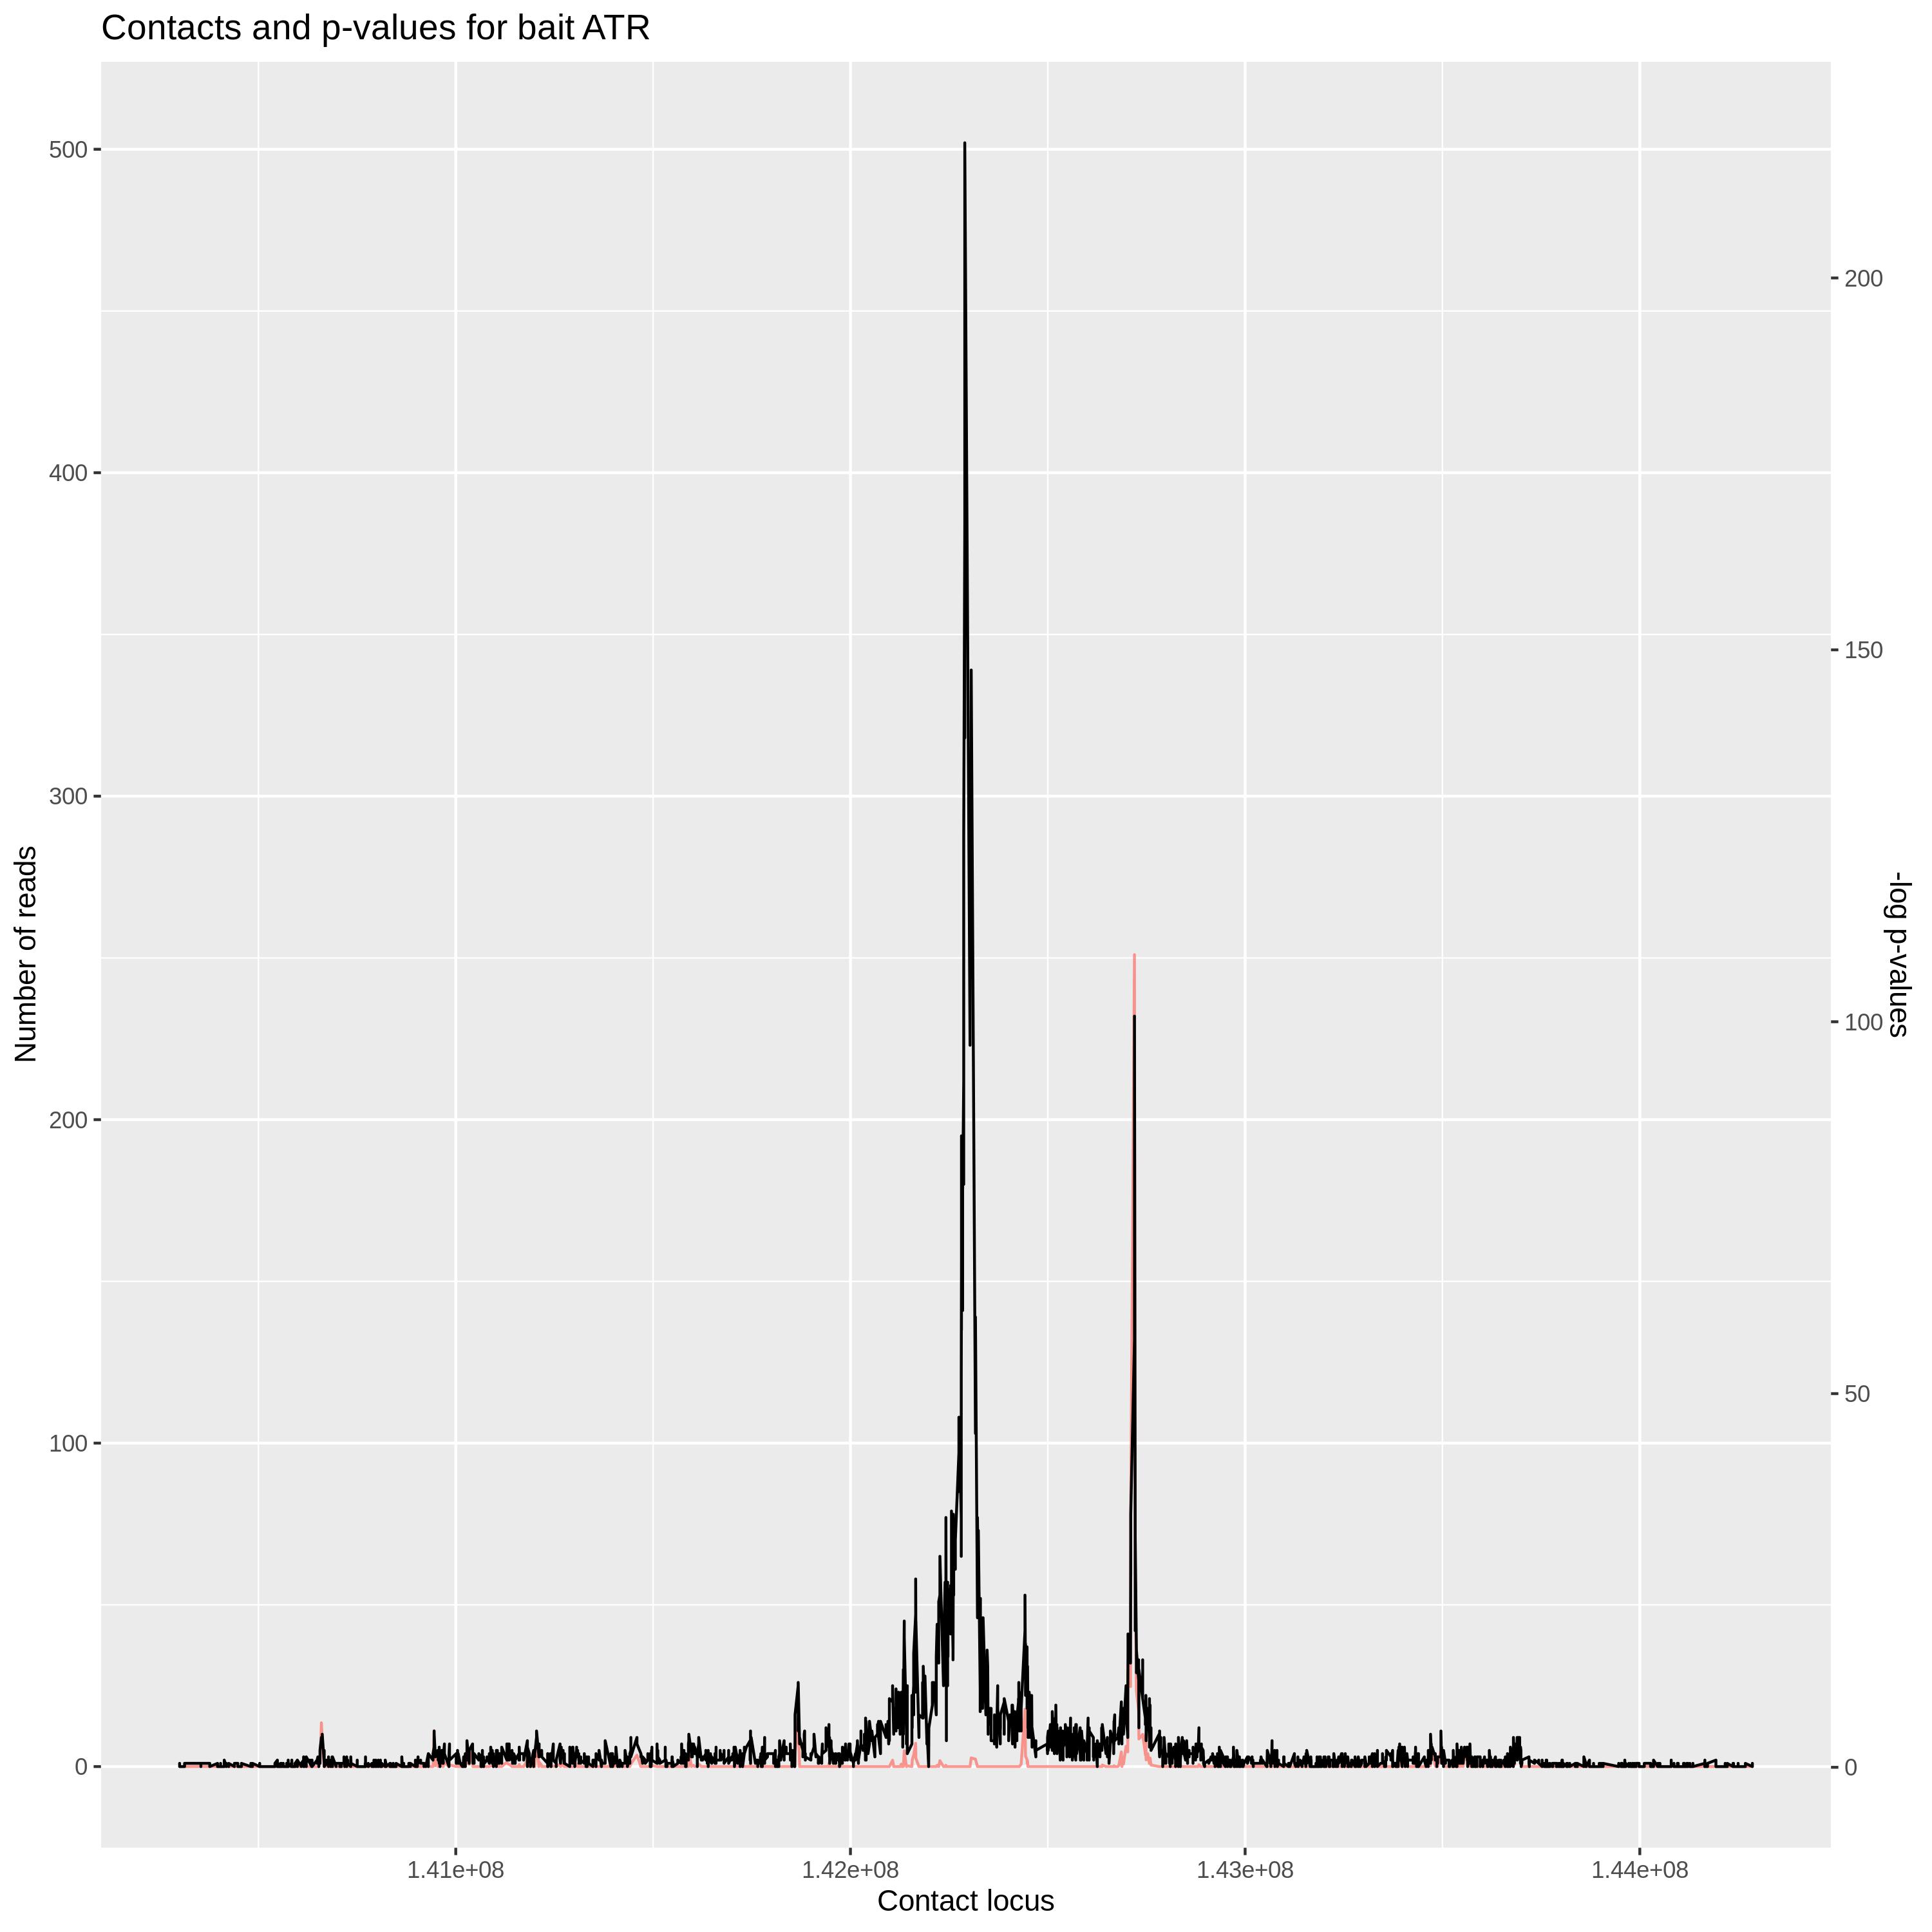 Contacts and p-values for bait ATR
500
400
300
200
100
0
Number of reads
200
150
100
50
0
-log p-values
1.41e+08
1.42e+08
1.43e+08
1.44e+08
Contact locus